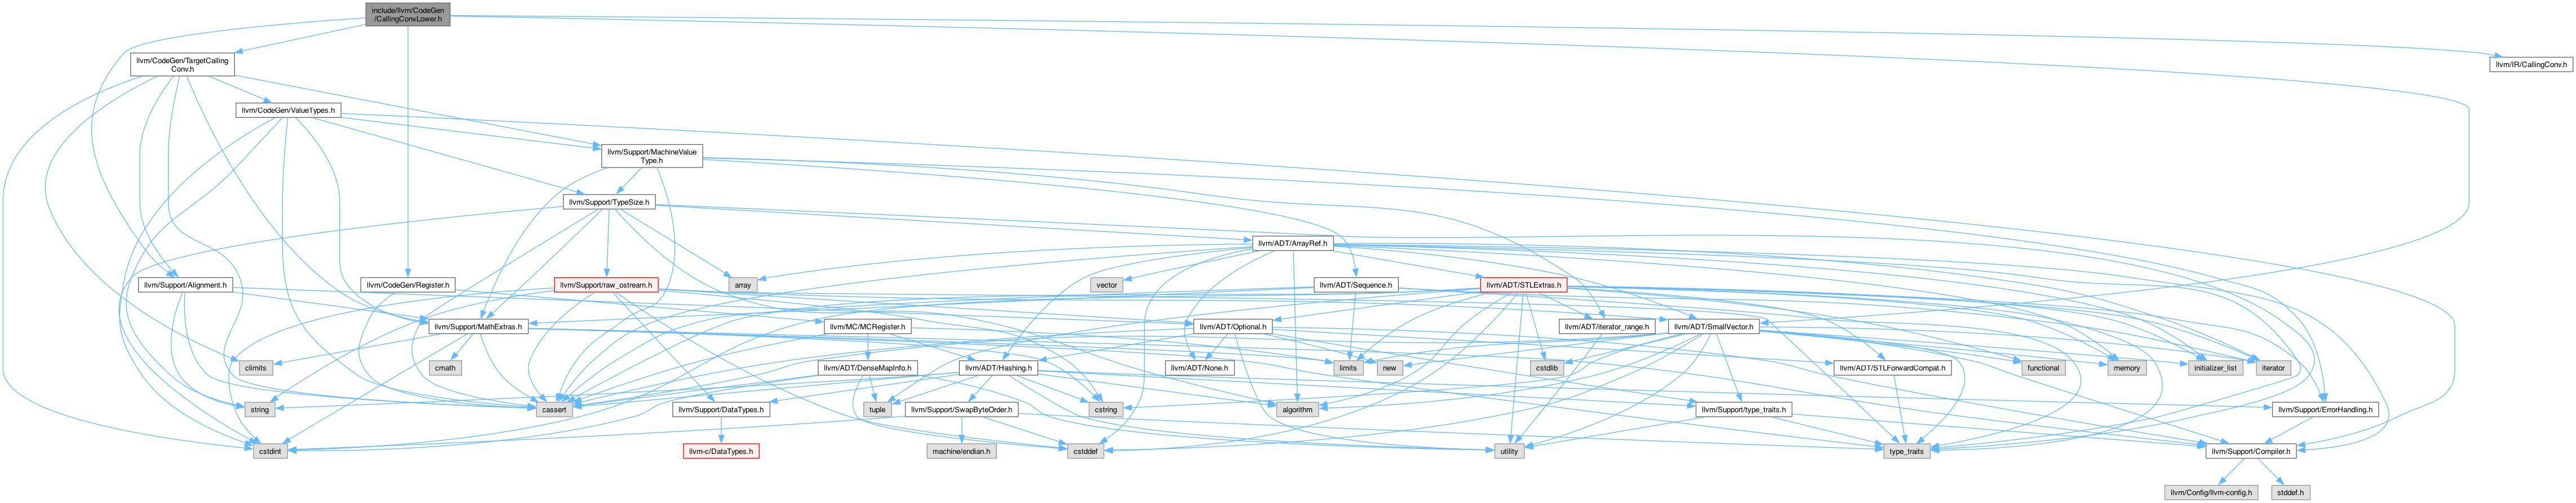 include/llvm/CodeGen
/CallingConvLower.h
llvm/CodeGen/TargetCalling
Conv.h
llvm/IR/CallingConv.h
llvm/CodeGen/ValueTypes.h
llvm/Support/MachineValue
Type.h
llvm/Support/TypeSize.h
llvm/ADT/ArrayRef.h
llvm/Support/Alignment.h
llvm/CodeGen/Register.h
llvm/Support/raw_ostream.h
array
vector
llvm/ADT/Sequence.h
llvm/ADT/STLExtras.h
llvm/Support/MathExtras.h
llvm/MC/MCRegister.h
llvm/ADT/Optional.h
llvm/ADT/iterator_range.h
llvm/ADT/SmallVector.h
climits
cmath
llvm/ADT/DenseMapInfo.h
llvm/ADT/Hashing.h
llvm/ADT/None.h
limits
new
cstdlib
llvm/ADT/STLForwardCompat.h
functional
memory
initializer_list
iterator
string
cassert
llvm/Support/DataTypes.h
tuple
llvm/Support/SwapByteOrder.h
cstring
algorithm
llvm/Support/type_traits.h
llvm/Support/ErrorHandling.h
cstdint
llvm-c/DataTypes.h
machine/endian.h
cstddef
utility
type_traits
llvm/Support/Compiler.h
llvm/Config/llvm-config.h
stddef.h